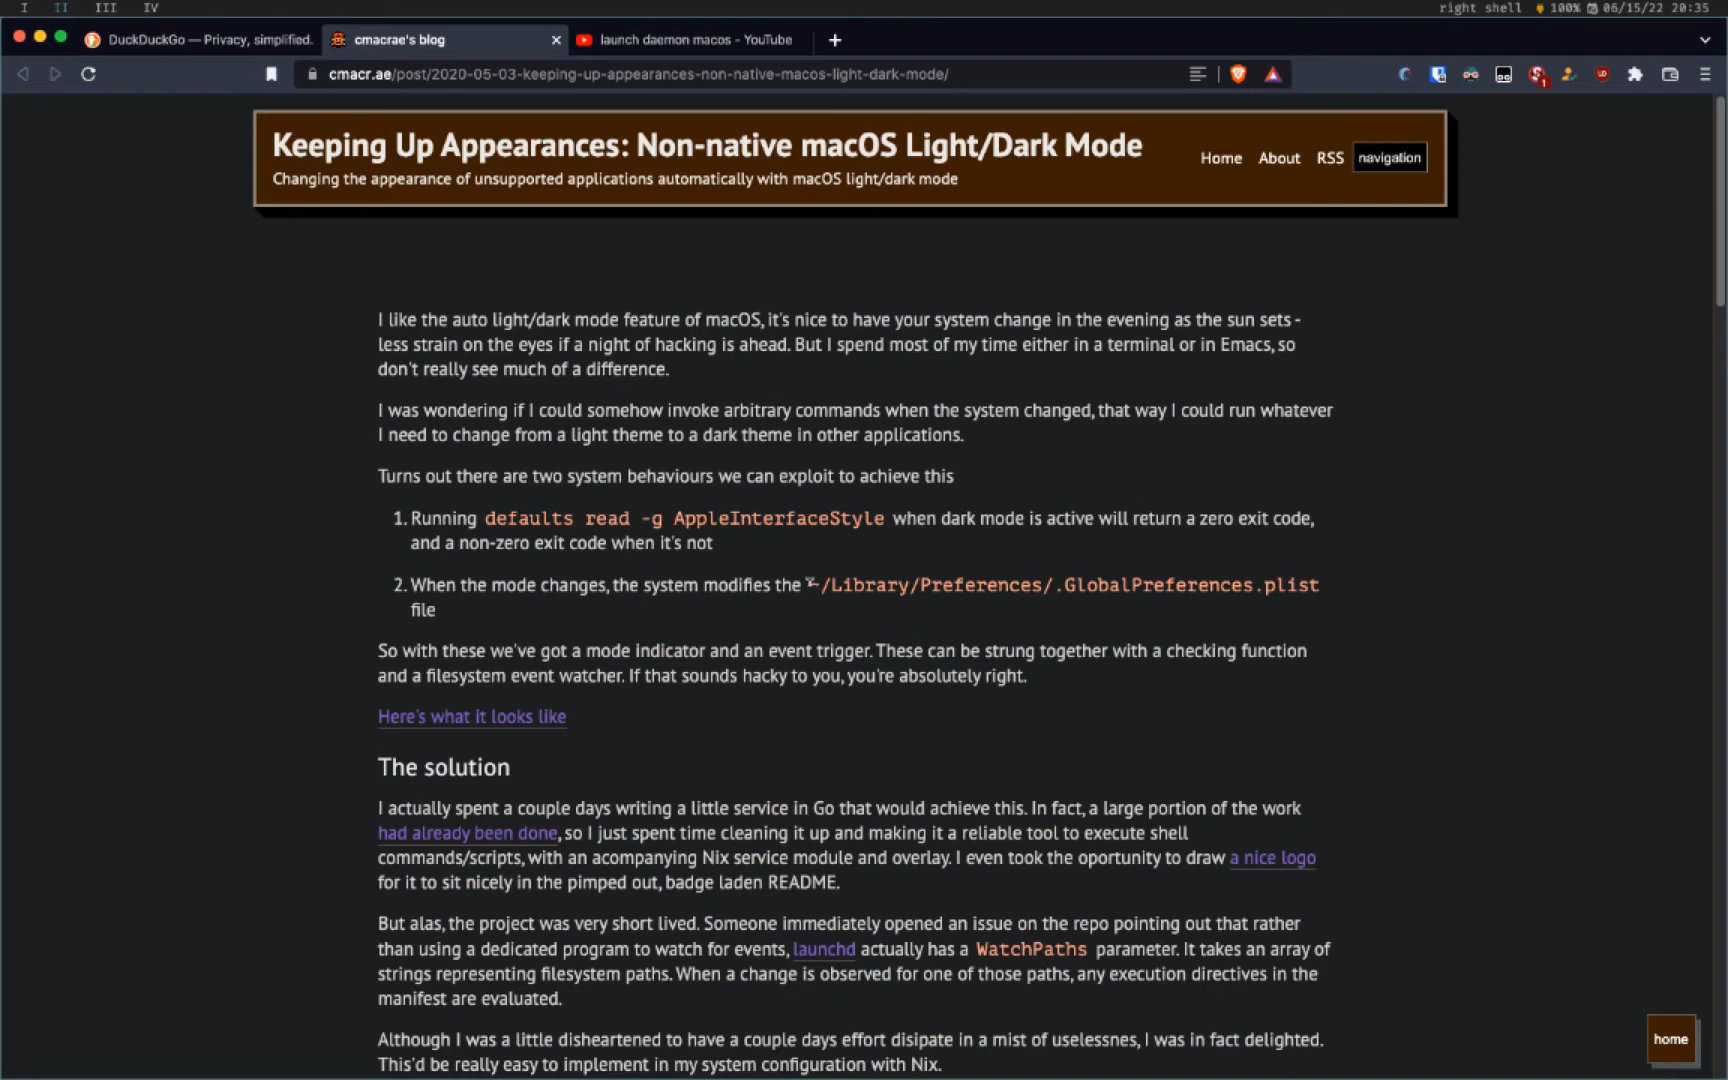 I II III IV right shell 100% 06/15/22 20:35
DuckDuckGo — Privacy, simplified. cmacrae's blog launch daemon macos - YouTube
cmacr.ae/post/2020-05-03-keeping-up-appearances-non-native-macos-light-dark-mode/
Keeping Up Appearances: Non-native macOS Light/Dark Mode
Changing the appearance of unsupported applications automatically with macOS light/dark mode
Home About RSS navigation
I like the auto light/dark mode feature of macOS, it's nice to have your system change in the evening as the sun sets -
less strain on the eyes if a night of hacking is ahead. But I spend most of my time either in a terminal or in Emacs, so
don't really see much of a difference.
I was wondering if I could somehow invoke arbitrary commands when the system changed, that way I could run whatever
I need to change from a light theme to a dark theme in other applications.
Turns out there are two system behaviours we can exploit to achieve this
1. Running defaults read -g AppleInterfaceStyle when dark mode is active will return a zero exit code,
and a non-zero exit code when it's not
2. When the mode changes, the system modifies the ~/Library/Preferences/.GlobalPreferences.plist
file
So with these we've got a mode indicator and an event trigger. These can be strung together with a checking function
and a filesystem event watcher. If that sounds hacky to you, you're absolutely right.
Here's what it looks like
The solution
I actually spent a couple days writing a little service in Go that would achieve this. In fact, a large portion of the work
had already been done, so I just spent time cleaning it up and making it a reliable tool to execute shell
commands/scripts, with an acompanying Nix service module and overlay. I even took the oportunity to draw a nice logo
for it to sit nicely in the pimped out, badge laden README.
But alas, the project was very short lived. Someone immediately opened an issue on the repo pointing out that rather
than using a dedicated program to watch for events, launchd actually has a WatchPaths parameter. It takes an array of
strings representing filesystem paths. When a change is observed for one of those paths, any execution directives in the
manifest are evaluated.
Although I was a little disheartened to have a couple days effort disipate in a mist of uselessnes, I was in fact delighted.
This'd be really easy to implement in my system configuration with Nix.
home